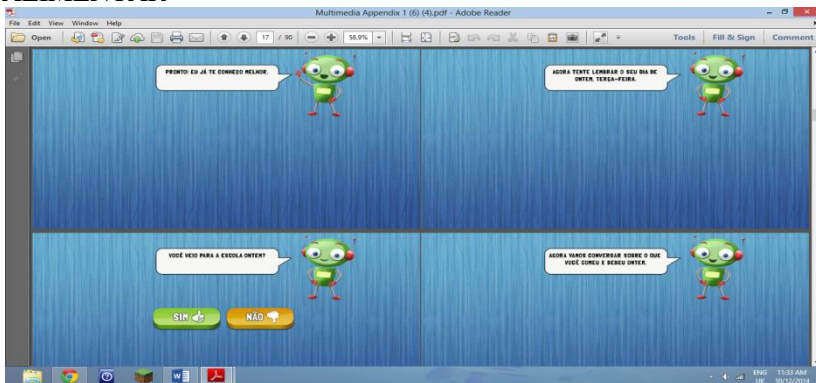 Multimedia Appendix 1 (6) (4).pdf - Adobe Reader
File Edit View Window Help
Open 17 / 90 58.9% Tools Fill & Sign Comment
PRONTO! EU JÁ TE CONHEÇO MELHOR.
AGORA TENTE LEMBRAR O SEU DIA DE
ONTEM, TERÇA-FEIRA.
VOCÊ VEIO PARA A ESCOLA ONTEM?
SIM NÃO
AGORA VAMOS CONVERSAR SOBRE O QUE
VOCÊ COMEU E BEBEU ONTEM.
ENG 11:33 AM
UK 10/12/2014